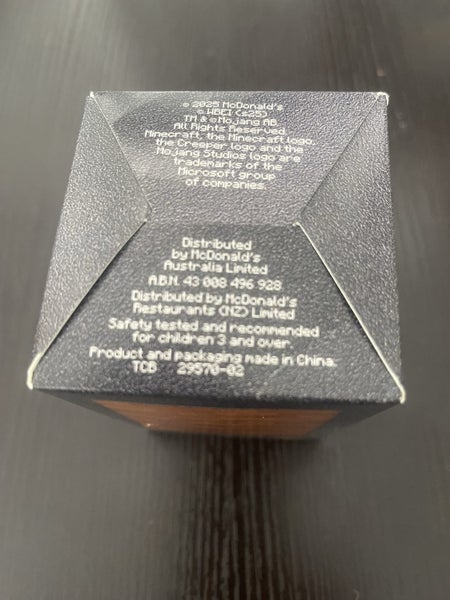 © 2025 McDonald's
© WBEI (s25)
TM & © Mojang AB.
All Rights Reserved
Minecraft, the Minecraft logo,
the Creeper logo and the
Mojang Studios logo are
trademarks of the
Microsoft group
of companies.
Distributed
by McDonald's
Australia Limited
A.B.N. 43 008 496 928
Distributed by McDonald's
Restaurants (NZ) Limited
Safety tested and recommended
for children 3 and over.
Product and packaging made in China.
TCB 29570-02